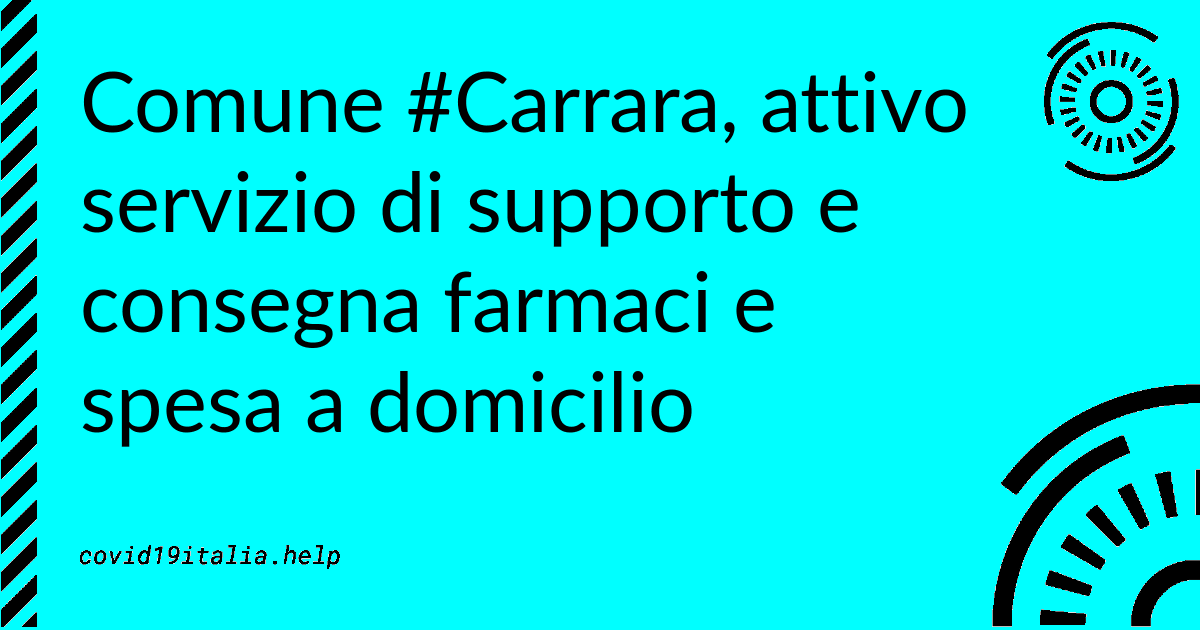 Comune #Carrara, attivo
servizio di supporto e
consegna farmaci e
spesa a domicilio
covid19italia.help